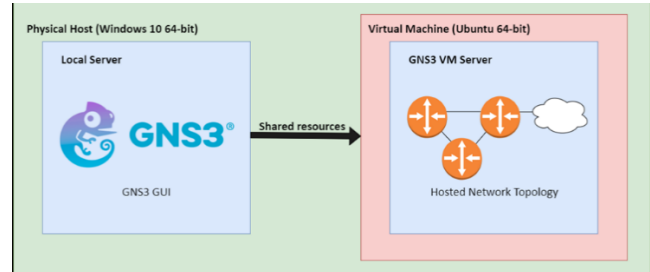 Physical Host (Windows 10 64-bit)
Virtual Machine (Ubuntu 64-bit)
Local Server
GNS3 VM Server
GNS3®
Shared resources
GNS3 GUI
Hosted Network Topology